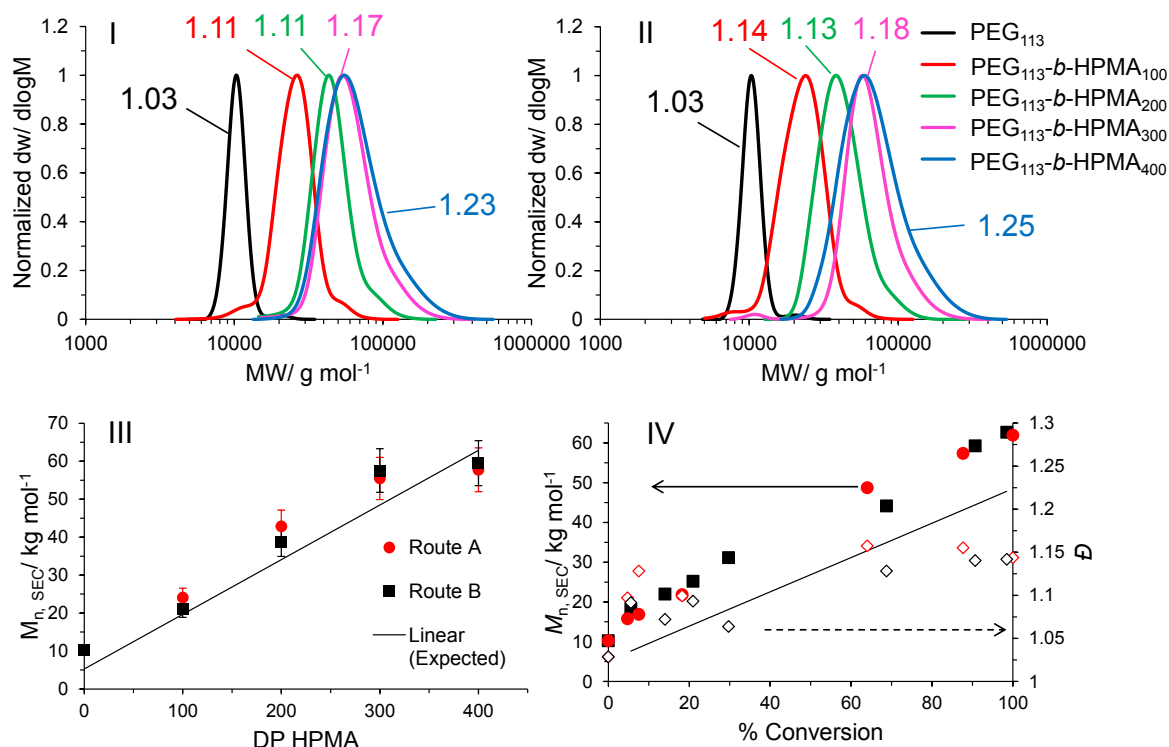 I
1.11
1.11
1.17
1.03
1.23
Normalized dw/ dlogM
1.2
1
0.8
0.6
0.4
0.2
0
1000
10000
100000
1000000
MW/ g mol⁻¹
II
1.14
1.13
1.18
1.03
1.25
Normalized dw/ dlogM
1.2
1
0.8
0.6
0.4
0.2
0
1000
10000
100000
1000000
MW/ g mol⁻¹
PEG₁₁₃
PEG₁₁₃-b-HPMA₁₀₀
PEG₁₁₃-b-HPMA₂₀₀
PEG₁₁₃-b-HPMA₃₀₀
PEG₁₁₃-b-HPMA₄₀₀
III
Mn, SEC/ kg mol⁻¹
70
60
50
40
30
20
10
0
0
100
200
300
400
DP HPMA
Route A
Route B
Linear
(Expected)
IV
Mn, SEC/ kg mol⁻¹
60
50
40
30
20
10
0
0
20
40
60
80
100
% Conversion
1.3
1.25
1.2
1.15
1.1
1.05
1
Đ